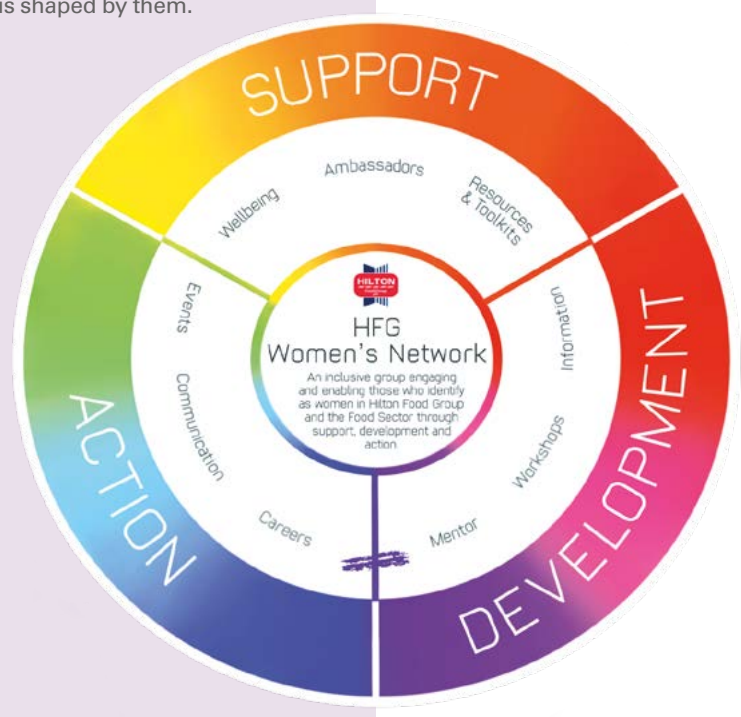 is shaped by them.
SUPPORT
Wellbeing
Ambassadors
Resources
& Toolkits
DEVELOPMENT
Information
Workshops
Mentor
ACTION
Events
Communication
Careers
HILTON
HFG
Women's Network
An inclusive group engaging
and enabling those who identify
as women in Hilton Food Group
and the Food Sector through
support, development and
action